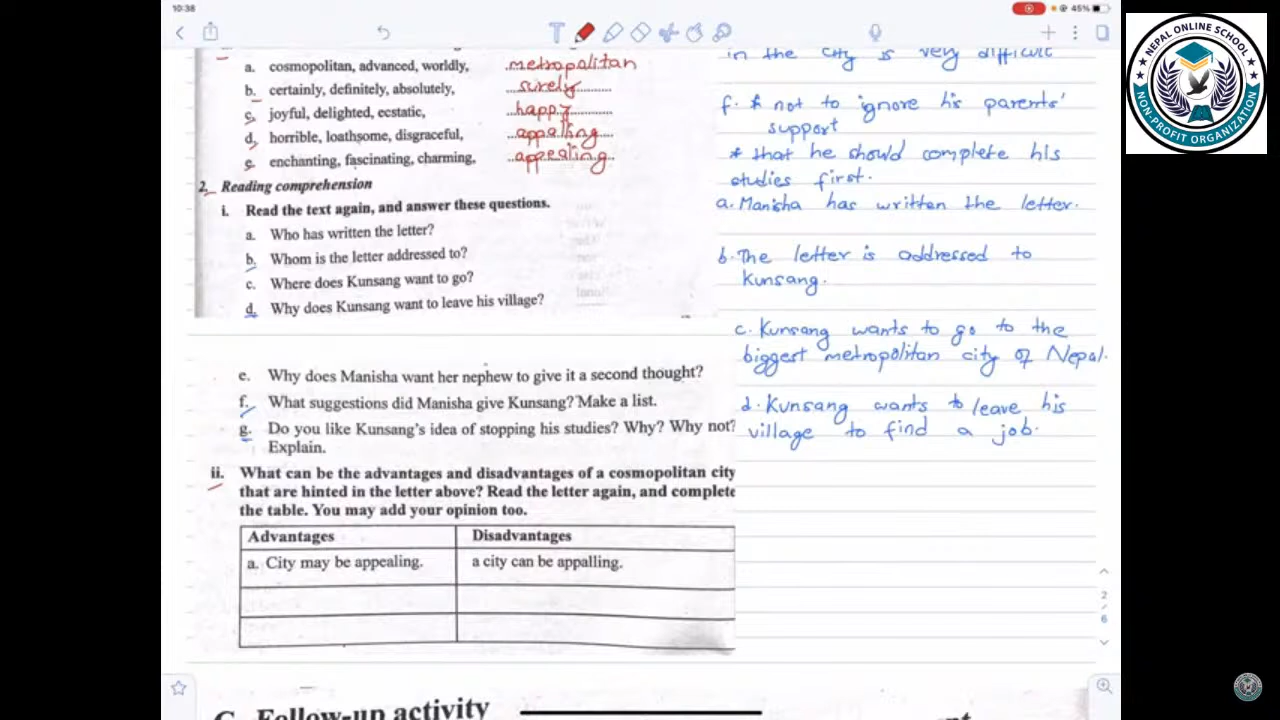 10:38
45%
a. cosmopolitan, advanced, worldly, metropolitan
b. certainly, definitely, absolutely, surely
c. joyful, delighted, ecstatic, happy
d. horrible, loathsome, disgraceful, appalling
e. enchanting, fascinating, charming, appealing
2. Reading comprehension
i. Read the text again, and answer these questions.
a. Who has written the letter?
b. Whom is the letter addressed to?
c. Where does Kunsang want to go?
d. Why does Kunsang want to leave his village?
e. Why does Manisha want her nephew to give it a second thought?
f. What suggestions did Manisha give Kunsang? Make a list.
g. Do you like Kunsang's idea of stopping his studies? Why? Why not?
Explain.
ii. What can be the advantages and disadvantages of a cosmopolitan city
that are hinted in the letter above? Read the letter again, and complete
the table. You may add your opinion too.
Advantages Disadvantages
a. City may be appealing. a city can be appalling.
C. Follow-up activity
in the city is very difficult
f. * not to ignore his parents'
support
* that he should complete his
studies first.
a. Manisha has written the letter.
b. The letter is addressed to
Kunsang.
c. Kunsang wants to go to the
biggest metropolitan city of Nepal.
d. Kunsang wants to leave his
village to find a job.
2
/
6
NEPAL ONLINE SCHOOL
NON-PROFIT ORGANIZATION